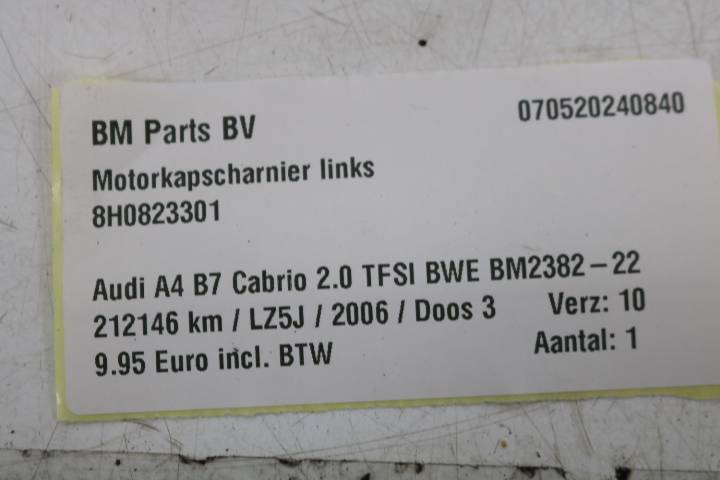 BM Parts BV 070520240840
Motorkapscharnier links
8H0823301
Audi A4 B7 Cabrio 2.0 TFSI BWE BM2382-22
212146 km / LZ5J / 2006 / Doos 3 Verz: 10
9.95 Euro incl. BTW Aantal: 1